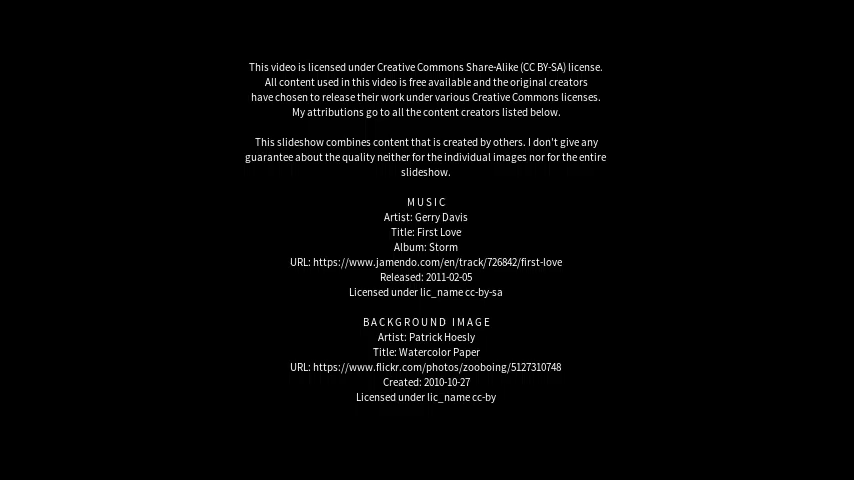 This video is licensed under Creative Commons Share-Alike (CC BY-SA) license.
All content used in this video is free available and the original creators
have chosen to release their work under various Creative Commons licenses.
My attributions go to all the content creators listed below.
This slideshow combines content that is created by others. I don't give any
guarantee about the quality neither for the individual images nor for the entire
slideshow.
MUSIC
Artist: Gerry Davis
Title: First Love
Album: Storm
URL: https://www.jamendo.com/en/track/726842/first-love
Released: 2011-02-05
Licensed under lic_name cc-by-sa
BACKGROUND IMAGE
Artist: Patrick Hoesly
Title: Watercolor Paper
URL: https://www.flickr.com/photos/zooboing/5127310748
Created: 2010-10-27
Licensed under lic_name cc-by